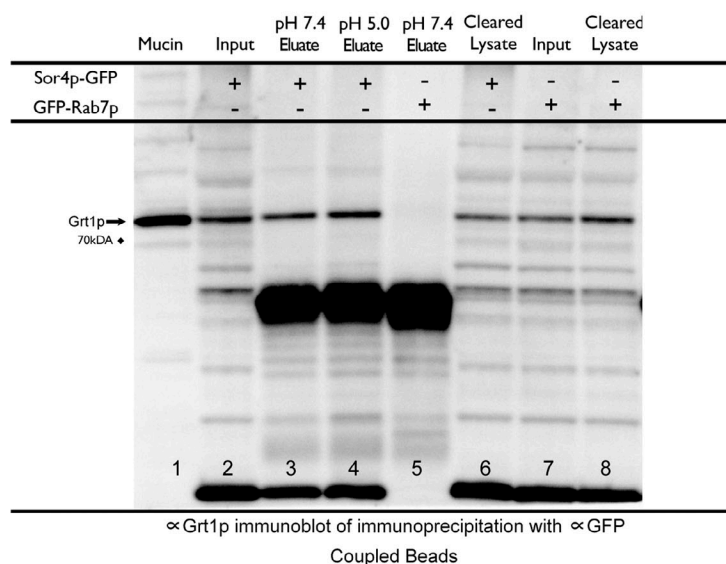 Mucin Input pH 7.4 Eluate pH 5.0 Eluate pH 7.4 Eluate Cleared Lysate Input Cleared Lysate
Sor4p-GFP + + + - + - -
GFP-Rab7p - - - + - + +
Grt1p
70kDA
1 2 3 4 5 6 7 8
∝Grt1p immunoblot of immunoprecipitation with ∝GFP
Coupled Beads